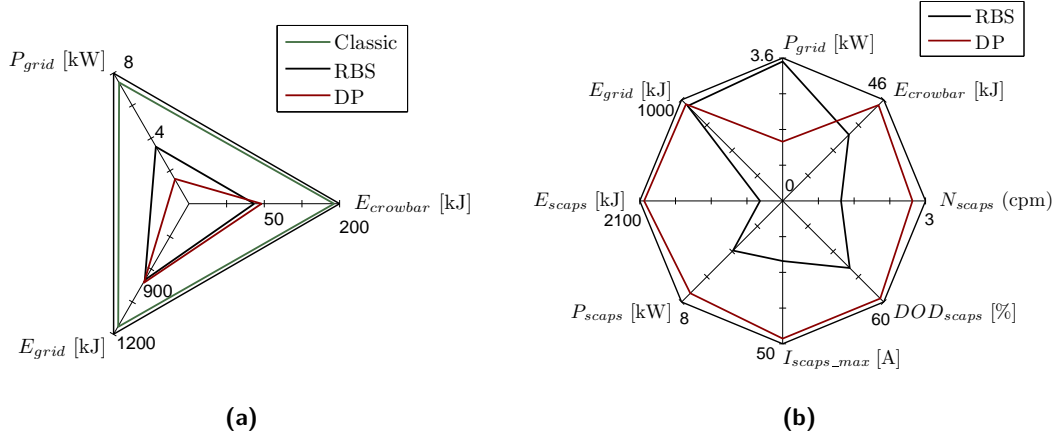 Classic
RBS
DP
P_grid [kW]
8
4
50
E_crowbar [kJ]
200
900
E_grid [kJ]
1200
(a)
RBS
DP
P_grid [kW]
3.6
E_grid [kJ]
1000
46
E_crowbar [kJ]
0
E_scaps [kJ]
2100
N_scaps (cpm)
3
P_scaps [kW]
8
DOD_scaps [%]
60
50
I_scaps_max [A]
(b)